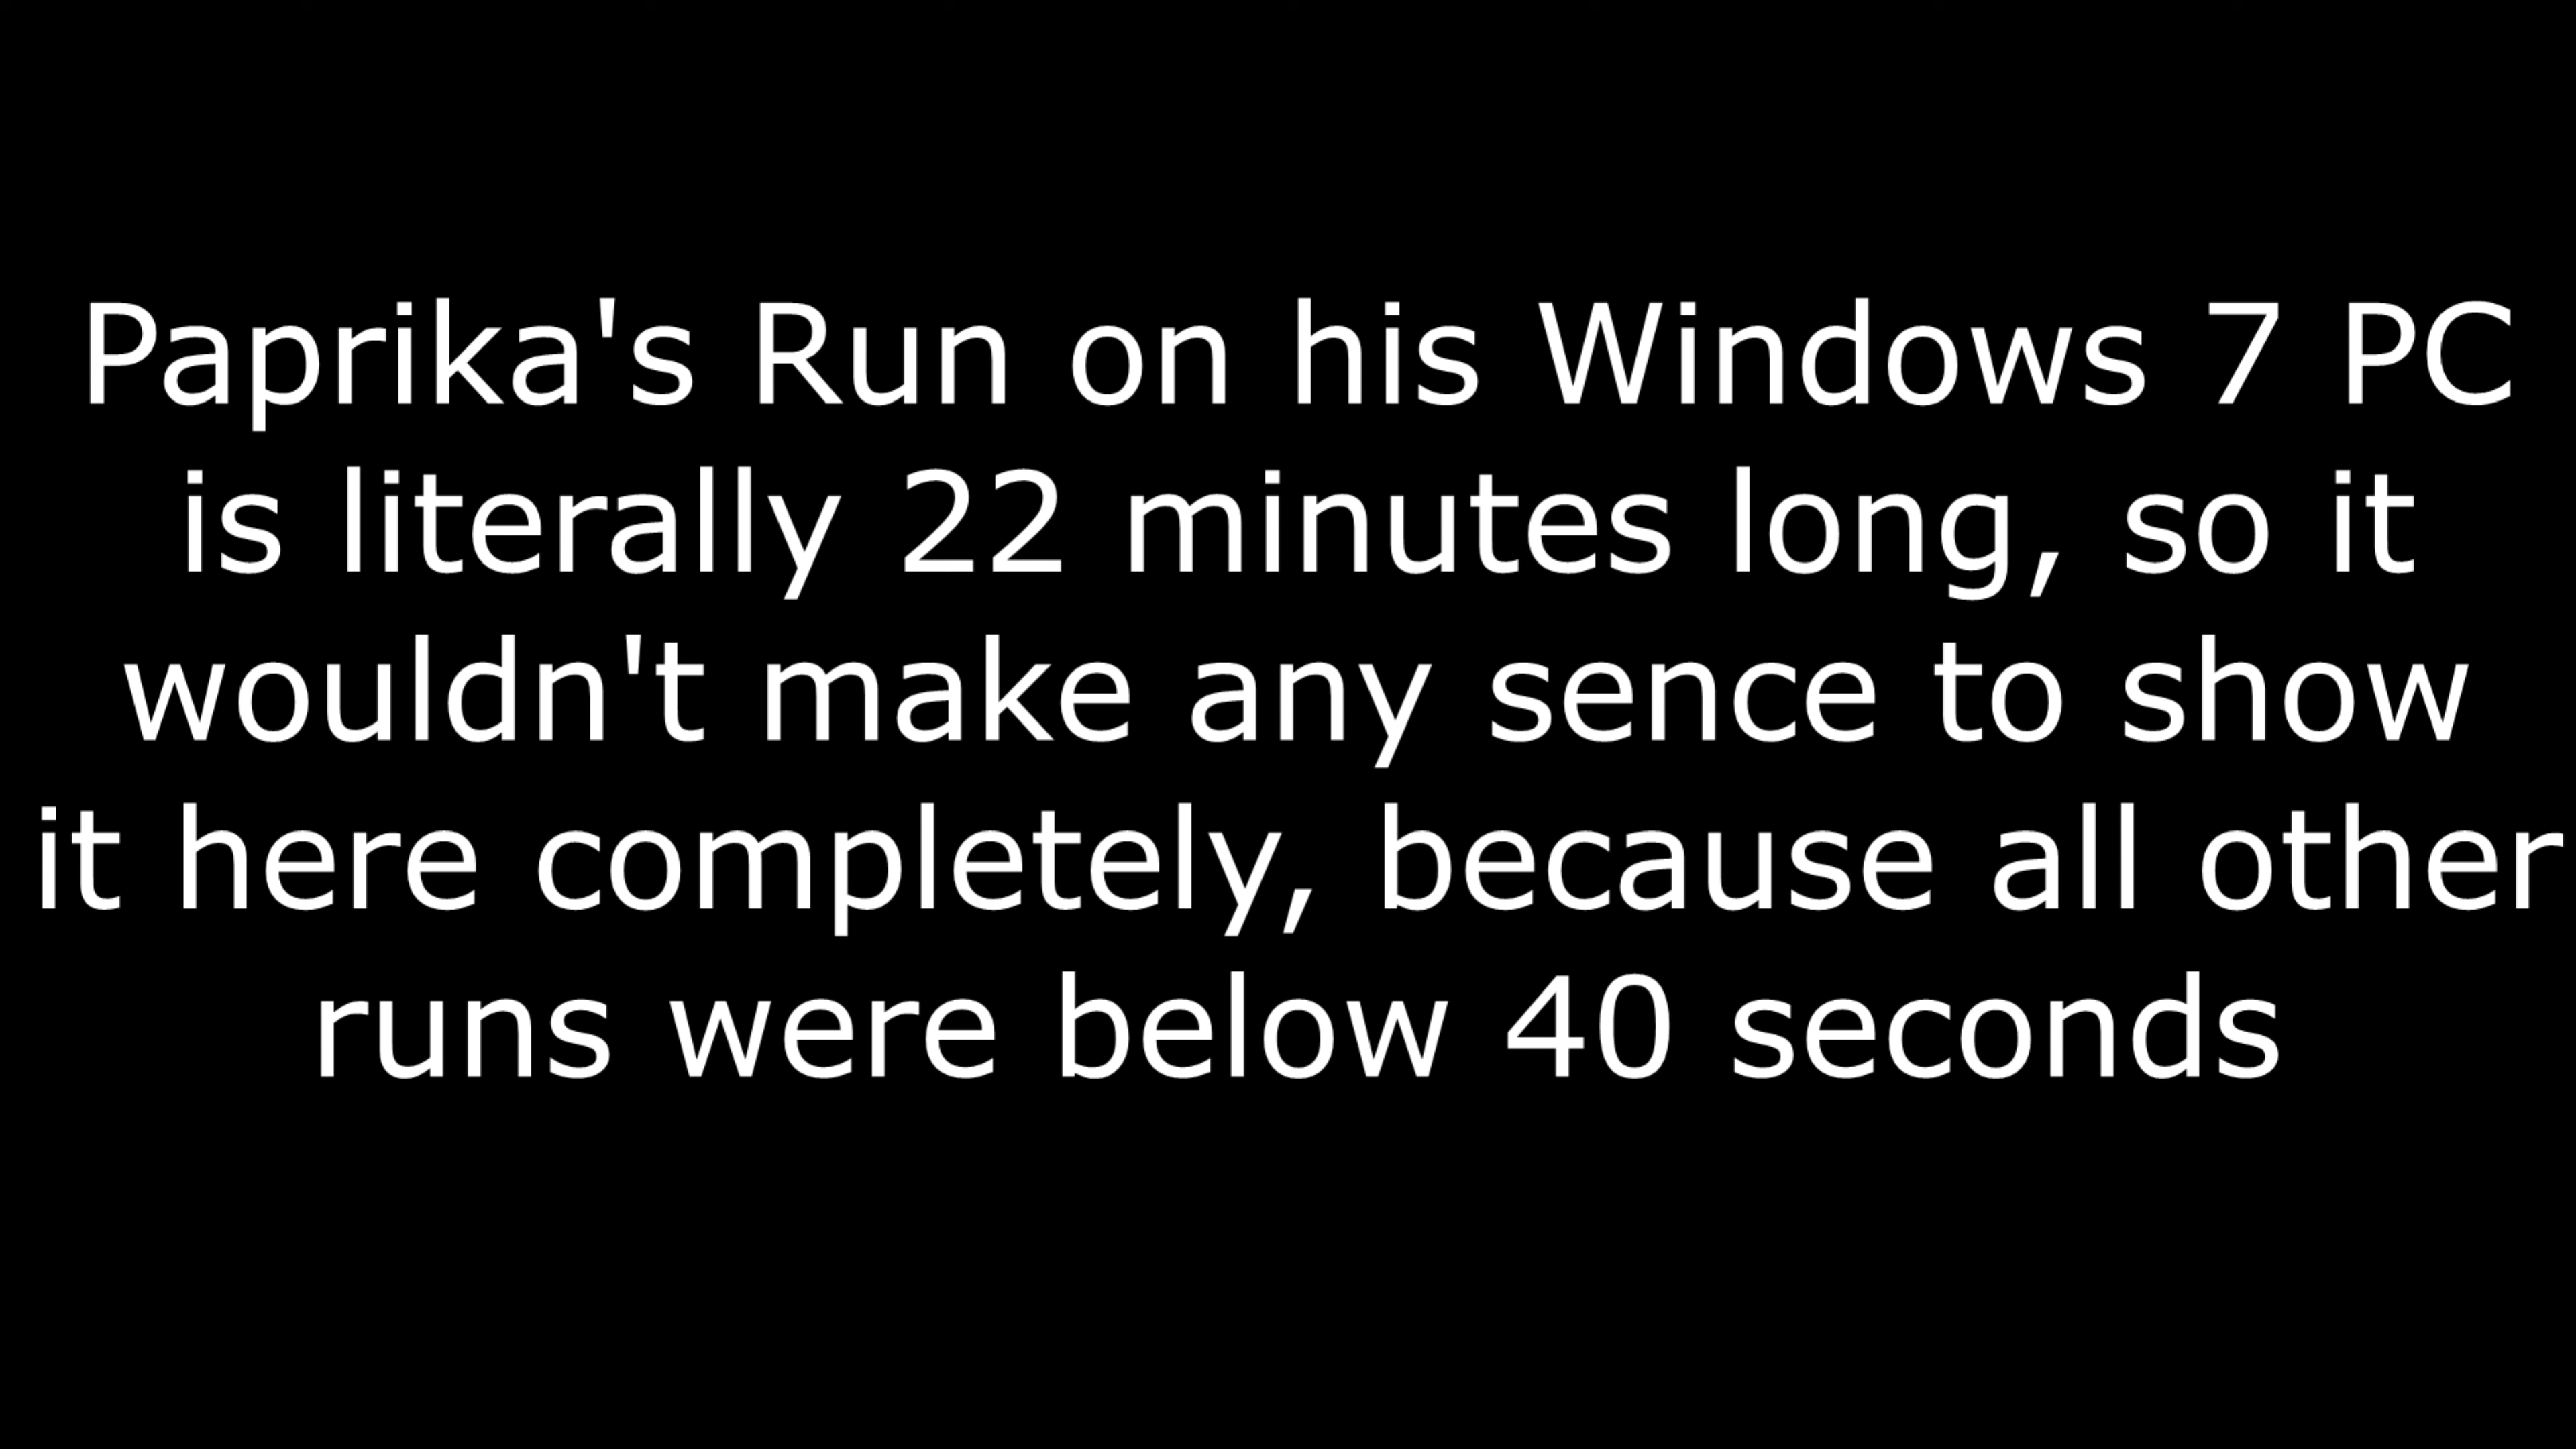 Paprika's Run on his Windows 7 PC
is literally 22 minutes long, so it
wouldn't make any sence to show
it here completely, because all other
runs were below 40 seconds